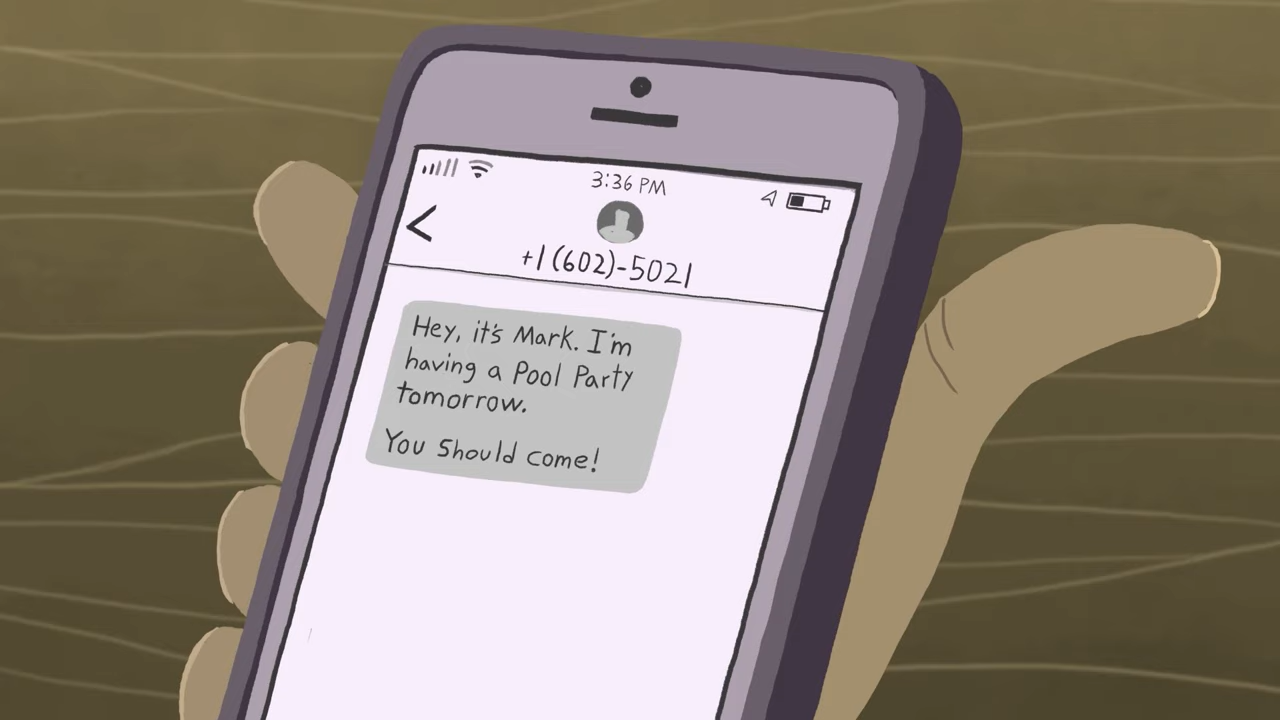 3:36 PM
+1 (602)-5021
Hey, it's Mark. I'm
having a Pool Party
tomorrow.
You Should come!